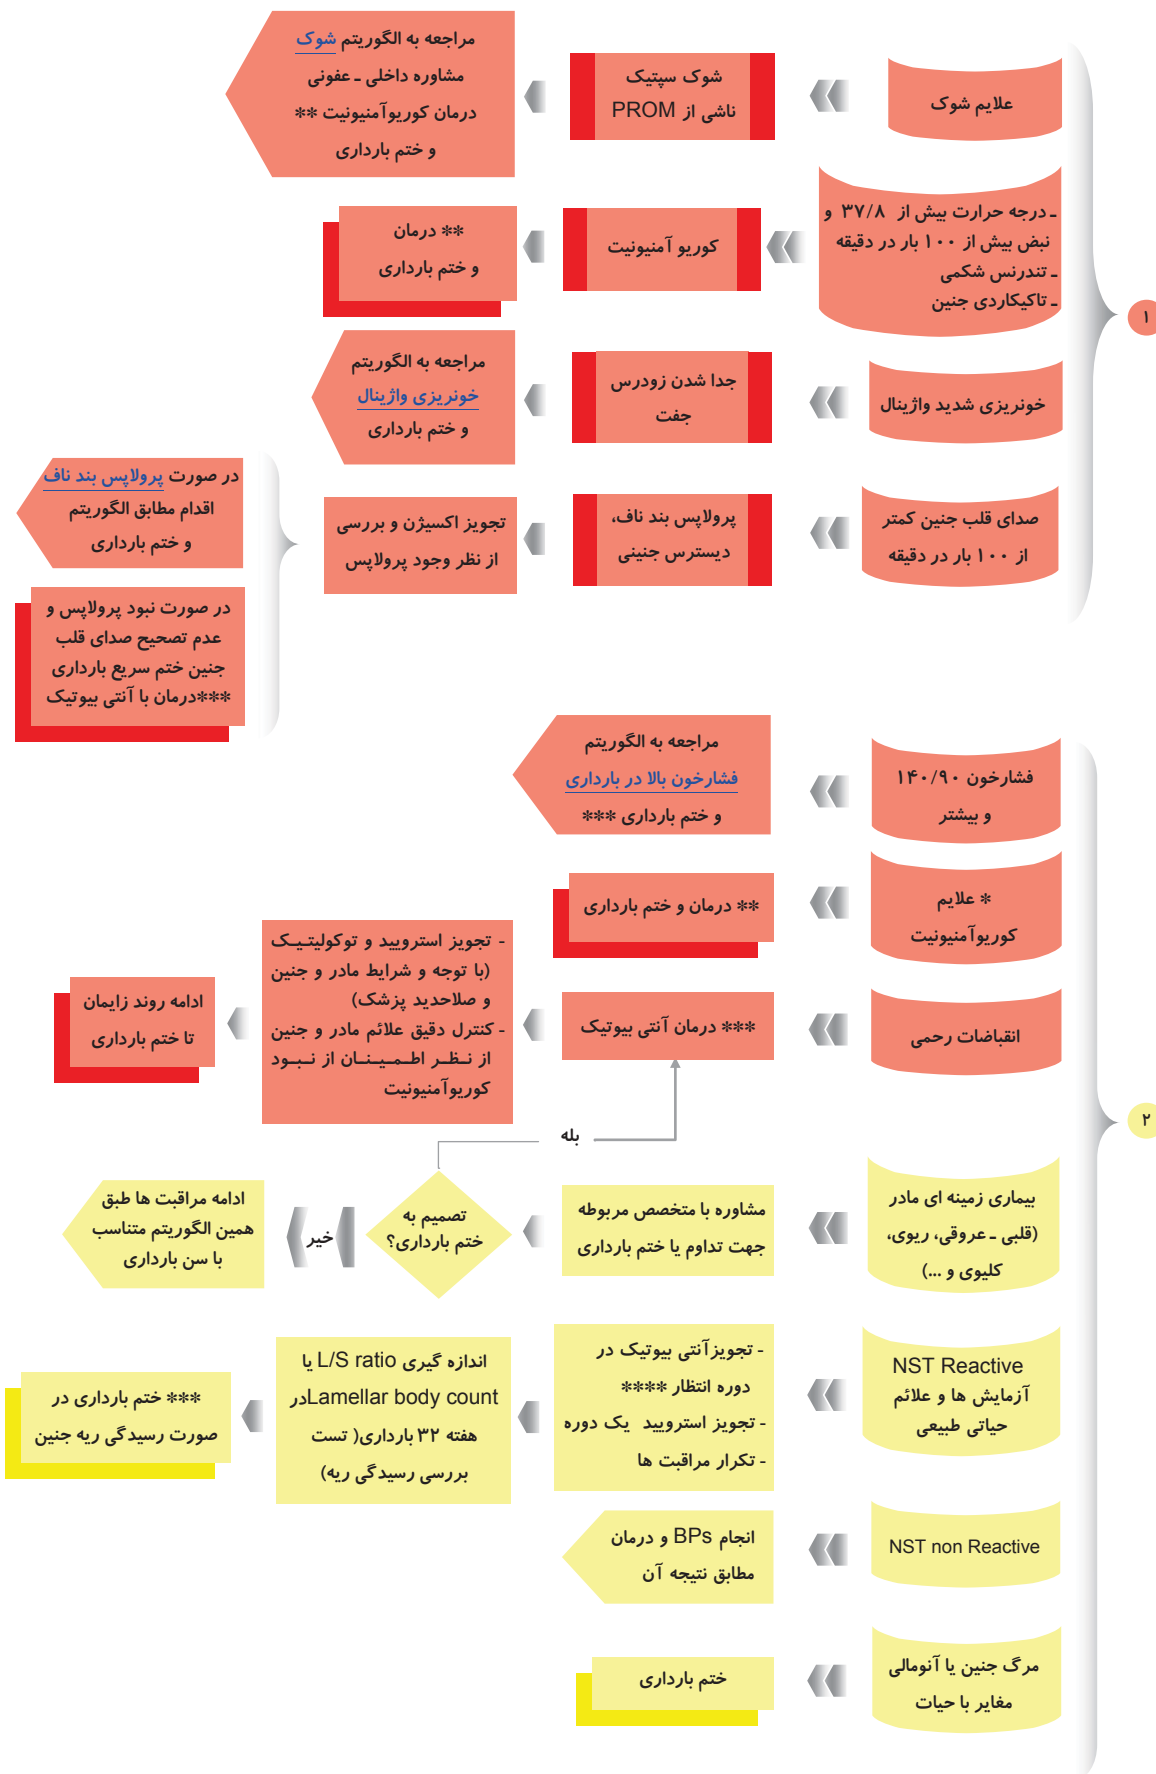 ۱
علایم شوک
شوک سپتیک
ناشی از PROM
مراجعه به الگوریتم شوک
مشاوره داخلی ـ عفونی
درمان کوریوآمنیونیت **
و ختم بارداری
ـ درجه حرارت بیش از ۳۷/۸ و
نبض بیش از ۱۰۰ بار در دقیقه
ـ تندرنس شکمی
ـ تاکیکاردی جنین
کوریو آمنیونیت
** درمان
و ختم بارداری
خونریزی شدید واژینال
جدا شدن زودرس
جفت
مراجعه به الگوریتم
خونریزی واژینال
و ختم بارداری
صدای قلب جنین کمتر
از ۱۰۰ بار در دقیقه
پرولاپس بند ناف،
دیسترس جنینی
تجویز اکسیژن و بررسی
از نظر وجود پرولاپس
در صورت پرولاپس بند ناف
اقدام مطابق الگوریتم
و ختم بارداری
در صورت نبود پرولاپس و
عدم تصحیح صدای قلب
جنین ختم سریع بارداری
***درمان با آنتی بیوتیک
۲
فشارخون ۱۴۰/۹۰
و بیشتر
مراجعه به الگوریتم
فشارخون بالا در بارداری
و ختم بارداری ***
* علایم
کوریوآمنیونیت
** درمان و ختم بارداری
انقباضات رحمی
*** درمان آنتی بیوتیک
- تجویز استرویید و توکولیتیک
(با توجه و شرایط مادر و جنین
و صلاحدید پزشک)
- کنترل دقیق علائم مادر و جنین
از نظر اطمینان از نبود
کوریوآمنیونیت
ادامه روند زایمان
تا ختم بارداری
بیماری زمینه ای مادر
(قلبی ـ عروقی، ریوی،
کلیوی و ...)
مشاوره با متخصص مربوطه
جهت تداوم یا ختم بارداری
تصمیم به
ختم بارداری؟
بله
خیر
ادامه مراقبت ها طبق
همین الگوریتم متناسب
با سن بارداری
NST Reactive
آزمایش ها و علائم
حیاتی طبیعی
- تجویزآنتی بیوتیک در
دوره انتظار ****
- تجویز استرویید یک دوره
- تکرار مراقبت ها
اندازه گیری L/S ratio یا
Lamellar body countدر
هفته ۳۲ بارداری( تست
بررسی رسیدگی ریه)
*** ختم بارداری در
صورت رسیدگی ریه جنین
NST non Reactive
انجام BPs و درمان
مطابق نتیجه آن
مرگ جنین یا آنومالی
مغایر با حیات
ختم بارداری